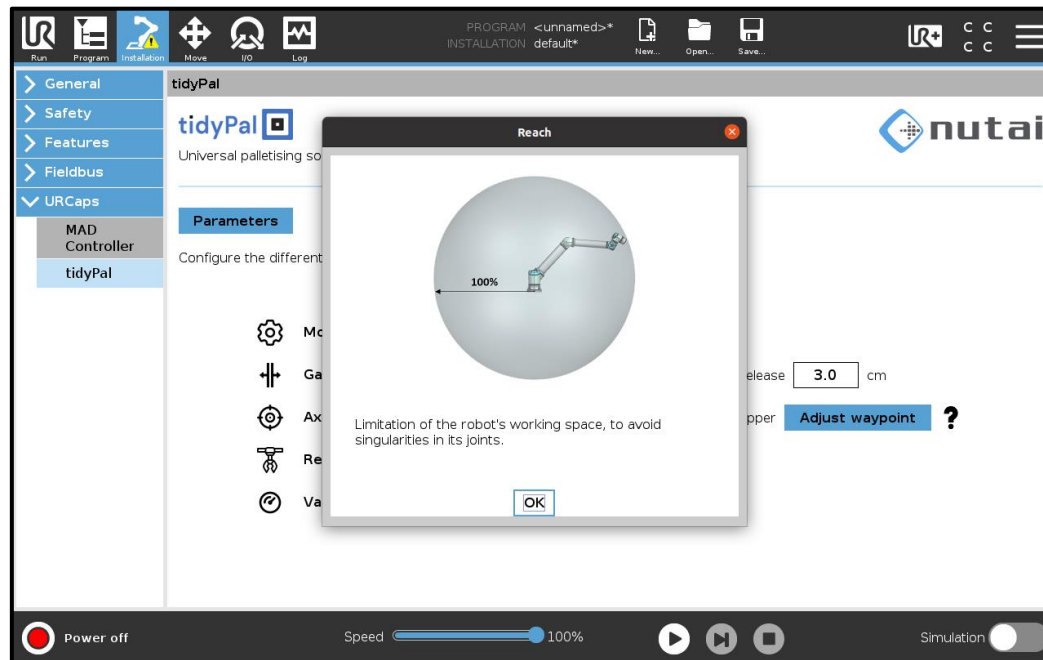 PROGRAM <unnamed>*
INSTALLATION default*
Run Program Installation Move I/O Log New... Open... Save...
UR+
C C
C C
General
Safety
Features
Fieldbus
URCaps
MAD
Controller
tidyPal
tidyPal
tidyPal
nutai
Universal palletising so
Parameters
Configure the different
Mo
Ga
elease 3.0 cm
Ax
pper Adjust waypoint ?
Re
Va
Reach
100%
Limitation of the robot's working space, to avoid
singularities in its joints.
OK
Power off
Speed 100%
Simulation